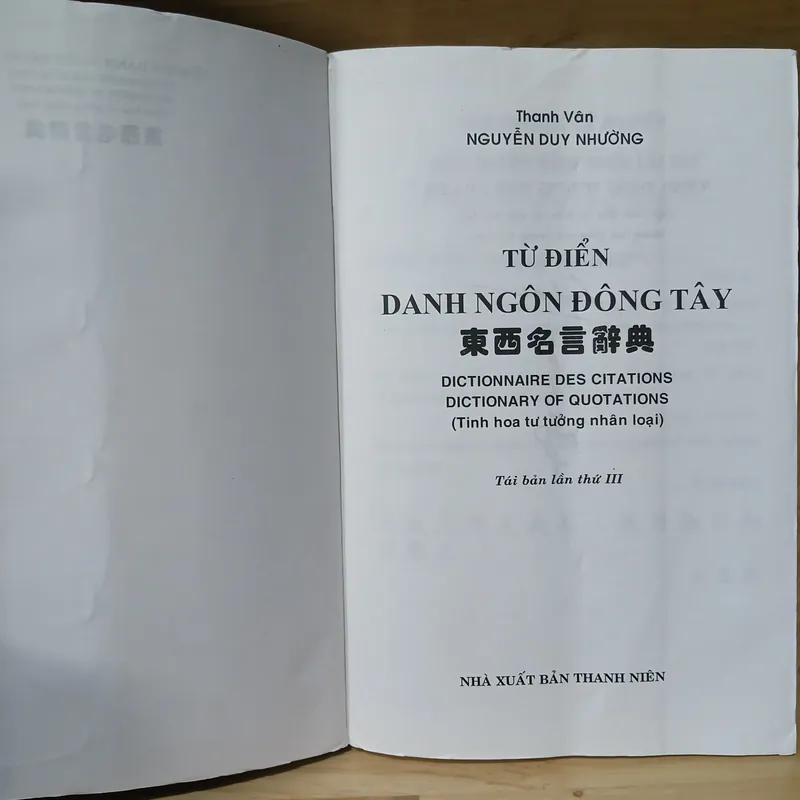 Thanh Vân
NGUYỄN DUY NHƯỜNG
TỪ ĐIỂN
DANH NGÔN ĐÔNG TÂY
東西名言辭典
DICTIONNAIRE DES CITATIONS
DICTIONARY OF QUOTATIONS
(Tinh hoa tư tưởng nhân loại)
Tái bản lần thứ III
NHÀ XUẤT BẢN THANH NIÊN